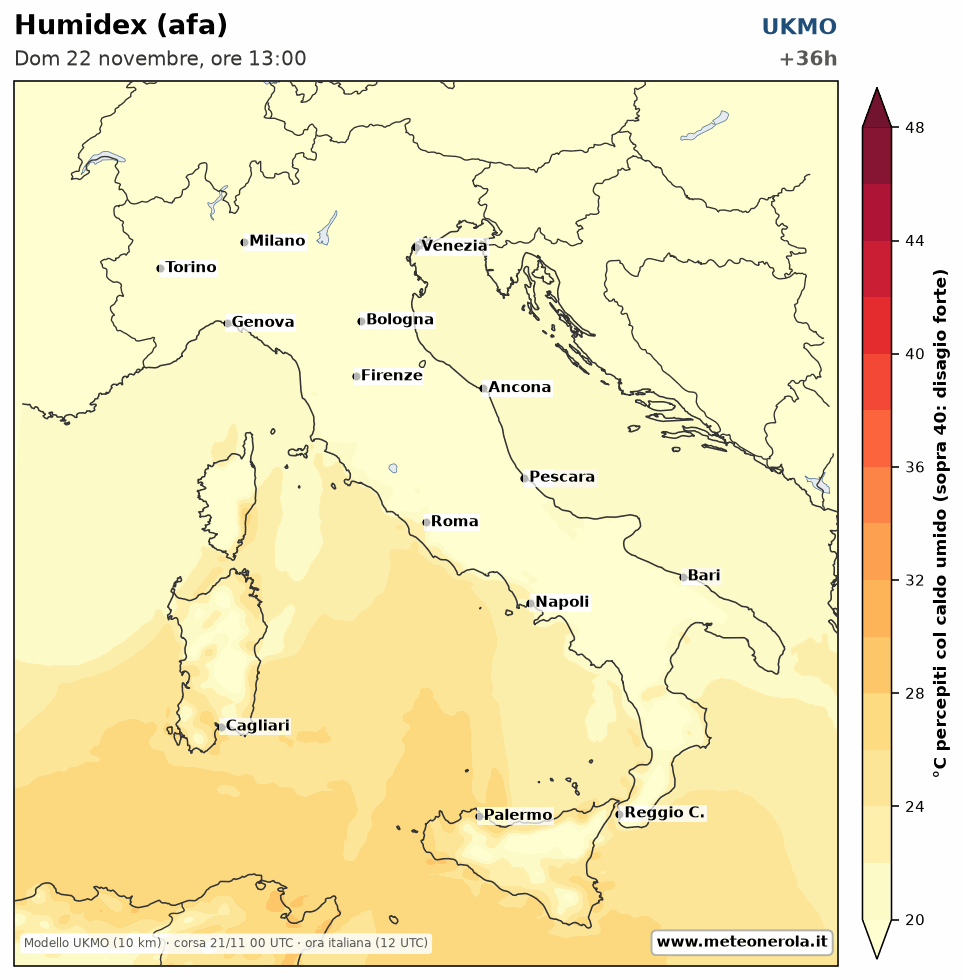 Humidex (afa)
UKMO
Dom 22 novembre, ore 13:00
+36h
48
44
40
36
32
28
24
20
°C percepiti col caldo umido (sopra 40: disagio forte)
Milano
Venezia
Torino
Genova
Bologna
Firenze
Ancona
Pescara
Roma
Bari
Napoli
Cagliari
Palermo
Reggio C.
Modello UKMO (10 km) · corsa 21/11 00 UTC · ora italiana (12 UTC)
www.meteonerola.it